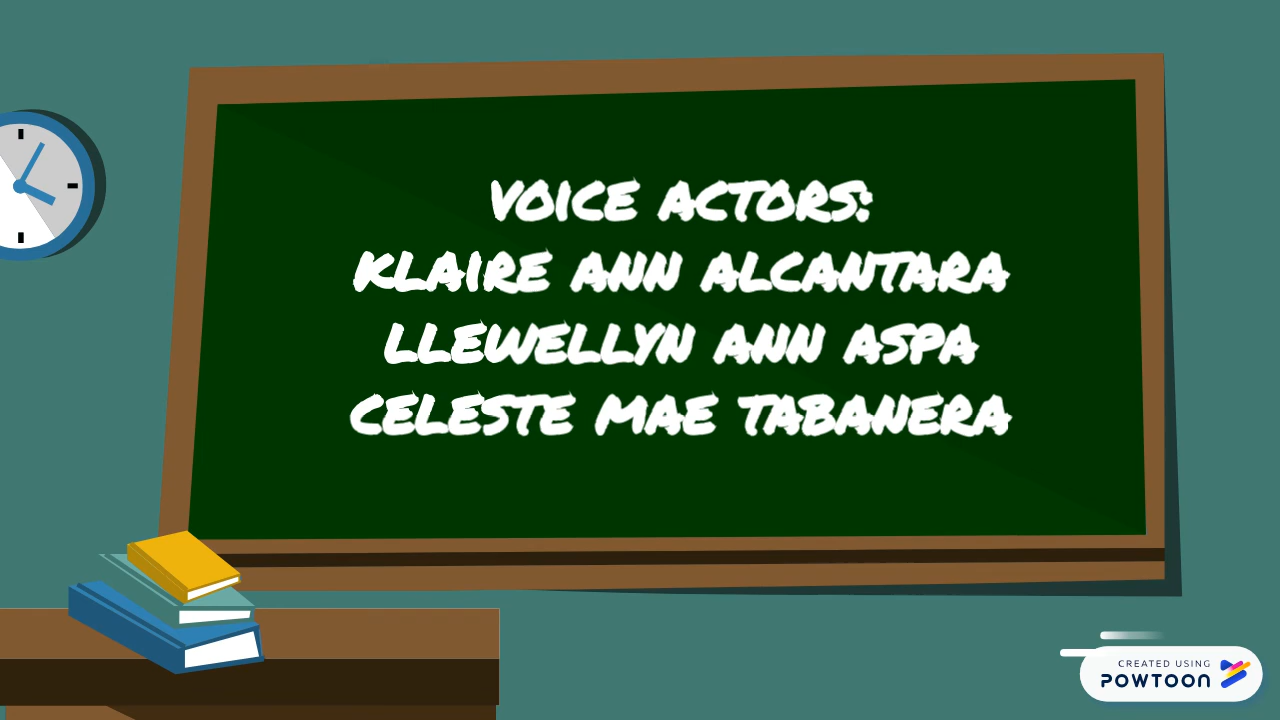 VOICE ACTORS:
KLAIRE ANN ALCANTARA
LLEWELLYN ANN ASPA
CELESTE MAE TABANERA
CREATED USING
POWTOON